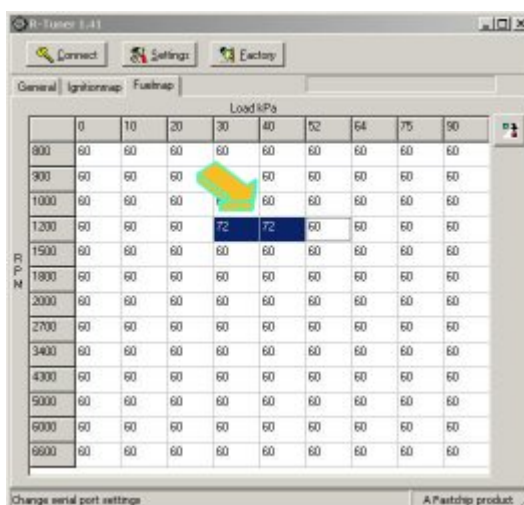 R-Tuner 1.41
Connect Settings Factory
General Ignitionmap Fuelmap
Load kPa
0 10 20 30 40 52 64 75 90
800 60 60 60 60 60 60 60 60 60
900 60 60 60 60 60 60 60 60
1000 60 60 60 60 60 60 60 60
1200 60 60 60 72 72 60 60 60 60
1500 60 60 60 60 60 60 60 60 60
1800 60 60 60 60 60 60 60 60 60
2000 60 60 60 60 60 60 60 60 60
2700 60 60 60 60 60 60 60 60 60
3400 60 60 60 60 60 60 60 60 60
4300 60 60 60 60 60 60 60 60 60
5000 60 60 60 60 60 60 60 60 60
6000 60 60 60 60 60 60 60 60 60
6600 60 60 60 60 60 60 60 60 60
RPM
Change serial port settings A Fastchip product